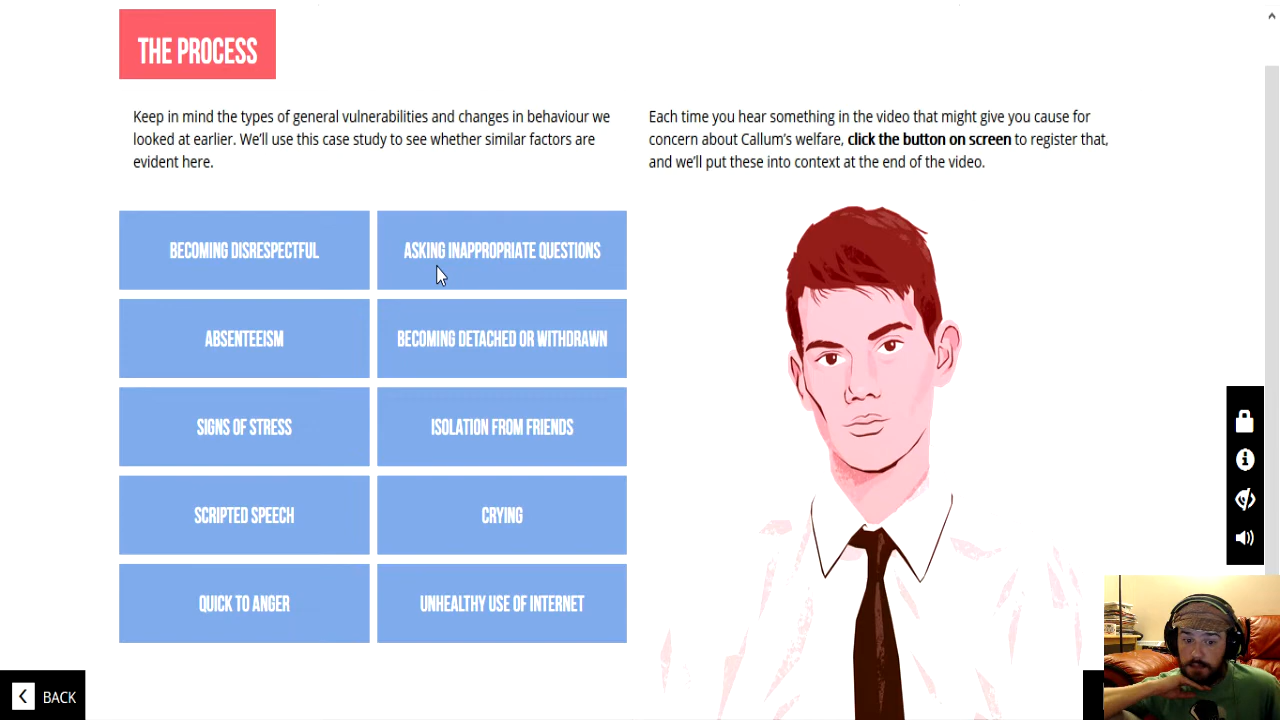 THE PROCESS
Keep in mind the types of general vulnerabilities and changes in behaviour we
looked at earlier. We'll use this case study to see whether similar factors are
evident here.
Each time you hear something in the video that might give you cause for
concern about Callum's welfare, click the button on screen to register that,
and we'll put these into context at the end of the video.
BECOMING DISRESPECTFUL
ASKING INAPPROPRIATE QUESTIONS
ABSENTEEISM
BECOMING DETACHED OR WITHDRAWN
SIGNS OF STRESS
ISOLATION FROM FRIENDS
SCRIPTED SPEECH
CRYING
QUICK TO ANGER
UNHEALTHY USE OF INTERNET
BACK